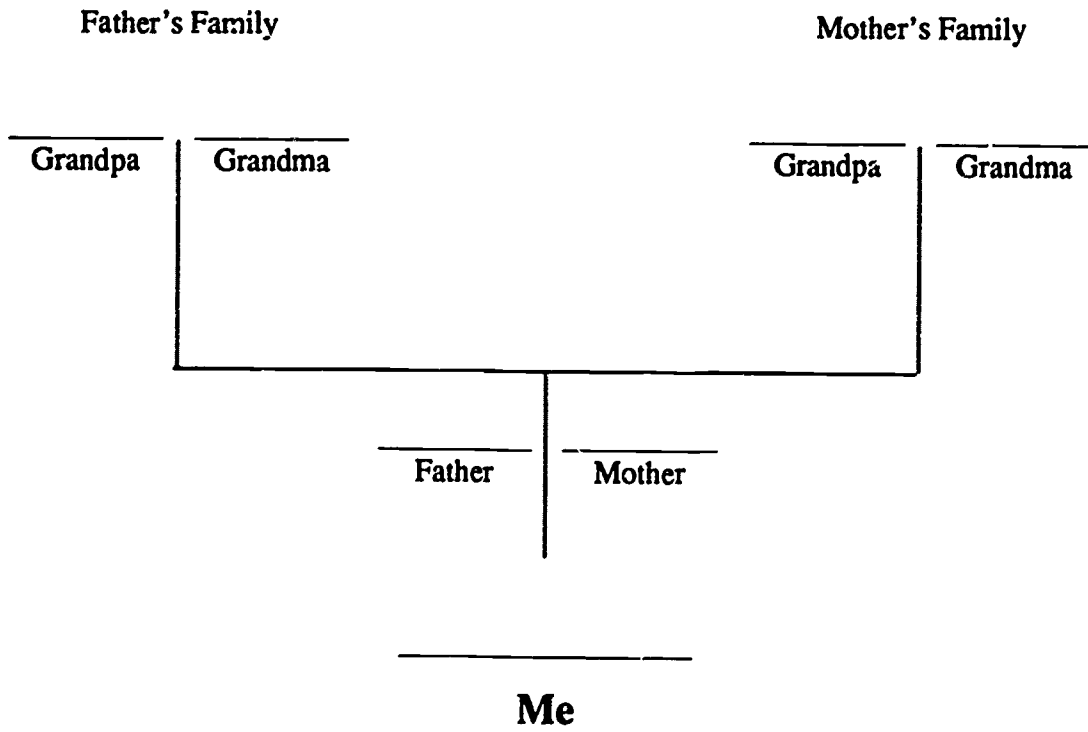 Father's Family
Mother's Family
Grandpa Grandma
Grandpa Grandma
Father Mother
Me